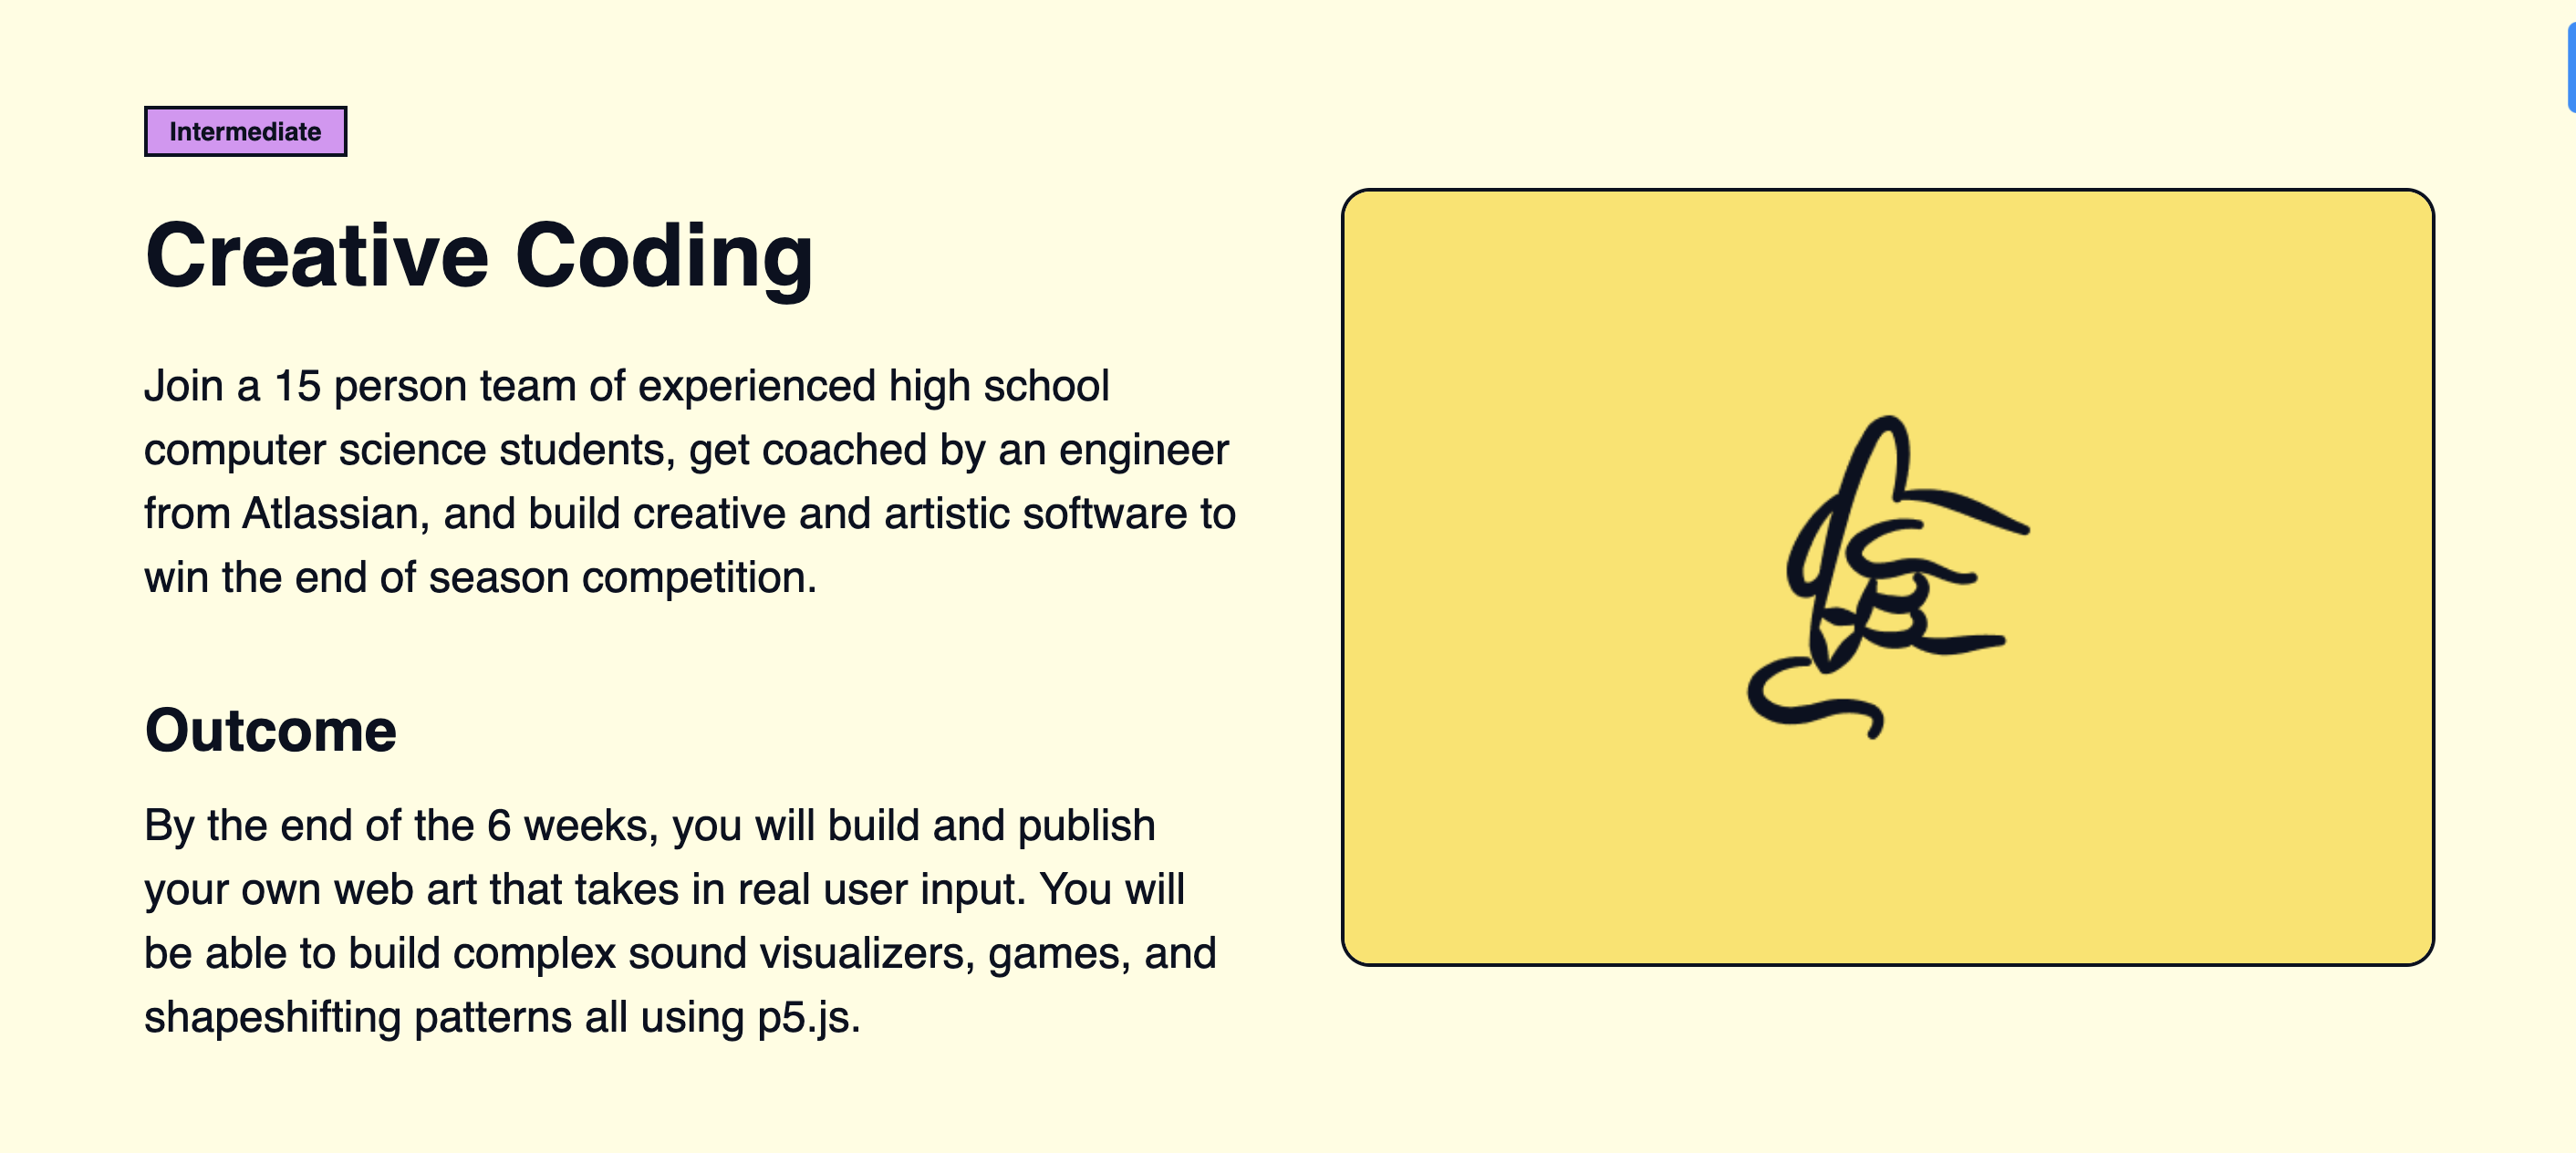 Intermediate
Creative Coding
Join a 15 person team of experienced high school
computer science students, get coached by an engineer
from Atlassian, and build creative and artistic software to
win the end of season competition.
Outcome
By the end of the 6 weeks, you will build and publish
your own web art that takes in real user input. You will
be able to build complex sound visualizers, games, and
shapeshifting patterns all using p5.js.